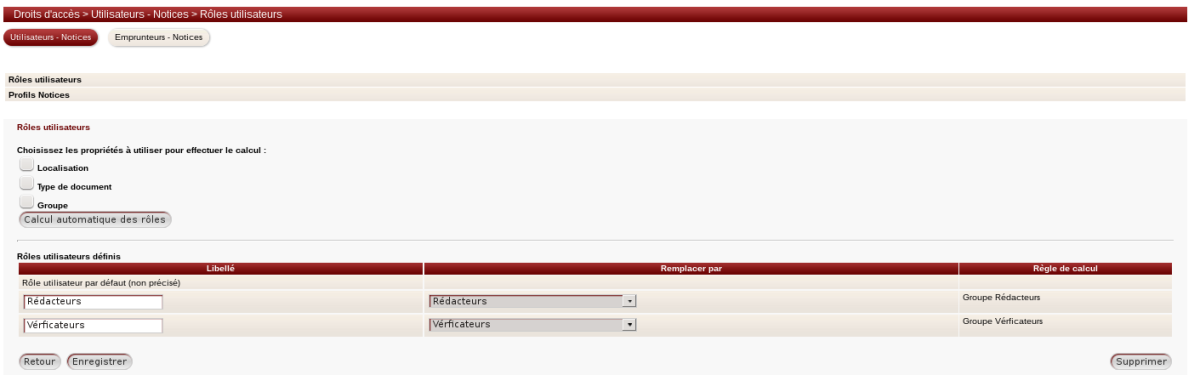 Droits d'accès > Utilisateurs - Notices > Rôles utilisateurs
Utilisateurs - Notices Emprunteurs - Notices
Rôles utilisateurs
Profils Notices
Rôles utilisateurs
Choisissez les propriétés à utiliser pour effectuer le calcul :
Localisation
Type de document
Groupe
Calcul automatique des rôles
Rôles utilisateurs définis
Libellé Remplacer par Règle de calcul
Rôle utilisateur par défaut (non précisé)
Rédacteurs Rédacteurs Groupe Rédacteurs
Vérficateurs Vérficateurs Groupe Vérficateurs
Retour Enregistrer Supprimer